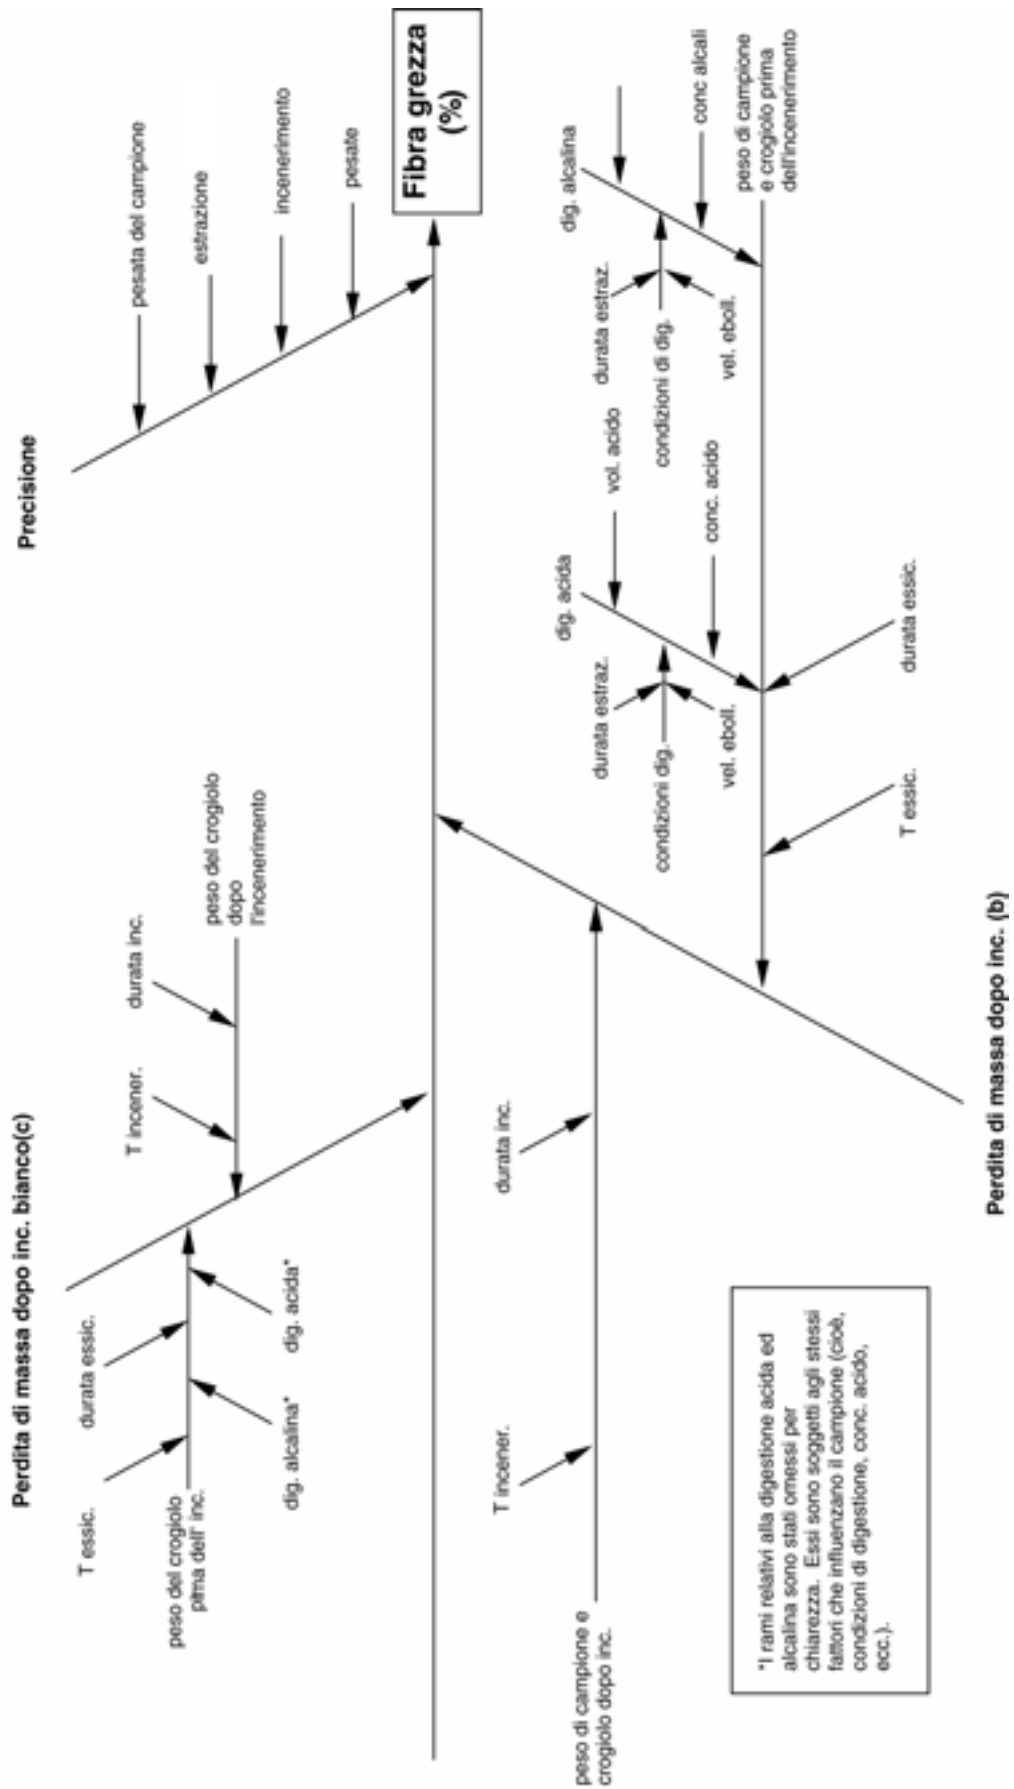 Perdita di massa dopo inc. bianco(c)
Precisione
T essic.
durata essic.
peso del crogiolo
pima dell' inc.
dig. alcalina*
dig. acida*
T incener.
durata inc.
peso del crogiolo
dopo
l'incenerimento
pesata del campione
estrazione
incenerimento
pesate
Fibra grezza
(%)
peso di campione e
crogiolo dopo inc.
T incener.
durata inc.
dig. acida
vol. acido
durata estraz.
condizioni dig.
vel. eboll.
conc. acido
dig. alcalina
durata estraz.
condizioni di dig.
vel. eboll.
conc alcali
peso di campione
e crogiolo prima
dell'incenerimento
T essic.
durata essic.
Perdita di massa dopo inc. (b)
*I rami relativi alla digestione acida ed
alcalina sono stati omessi per
chiarezza. Essi sono soggetti agli stessi
fattori che influenzano il campione (cioè,
condizioni di digestione, conc. acido,
ecc.).